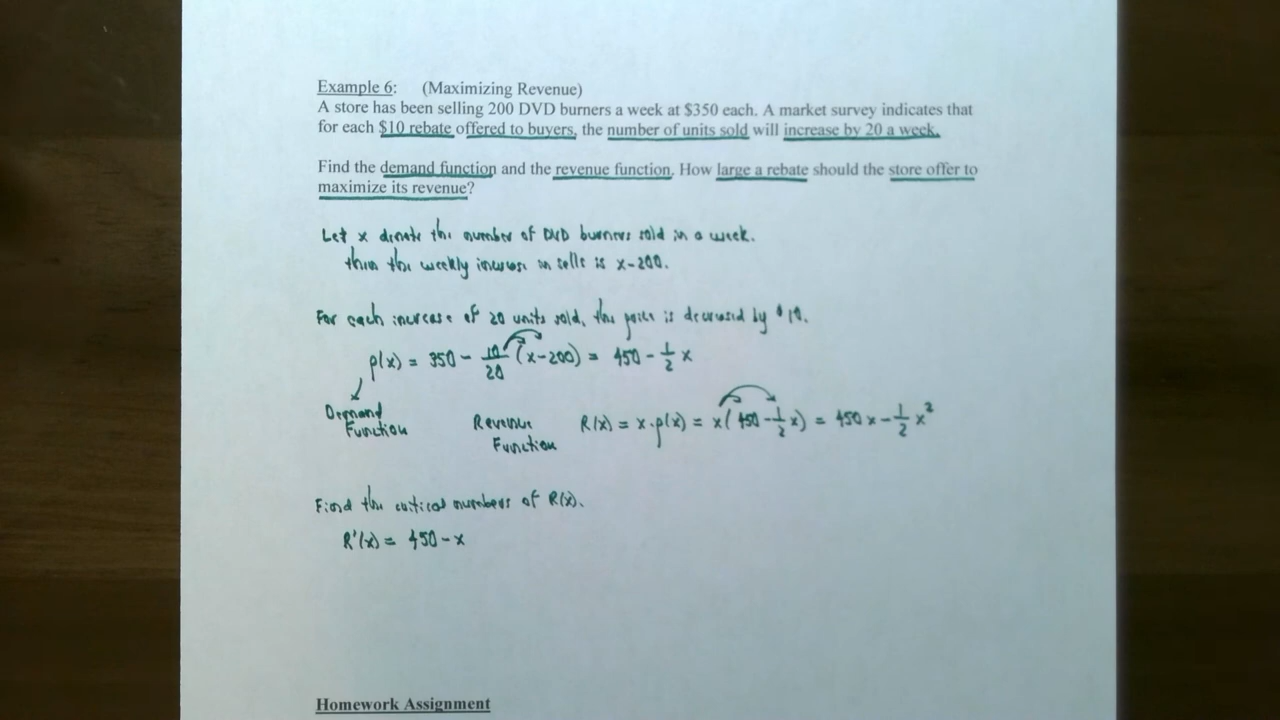 Example 6: (Maximizing Revenue)
A store has been selling 200 DVD burners a week at $350 each. A market survey indicates that
for each $10 rebate offered to buyers, the number of units sold will increase by 20 a week.
Find the demand function and the revenue function. How large a rebate should the store offer to
maximize its revenue?
Let x denote the number of DVD burners sold in a week.
then the weekly increase in sells is x-200.
For each increase of 20 units sold, the price is decreased by $10.
p(x) = 350 - 10/20 (x-200) = 450 - 1/2 x
Demand Function
Revenue Function R(x) = x·p(x) = x(450 - 1/2 x) = 450x - 1/2 x²
Find the critical numbers of R(x).
R'(x) = 450 - x
Homework Assignment